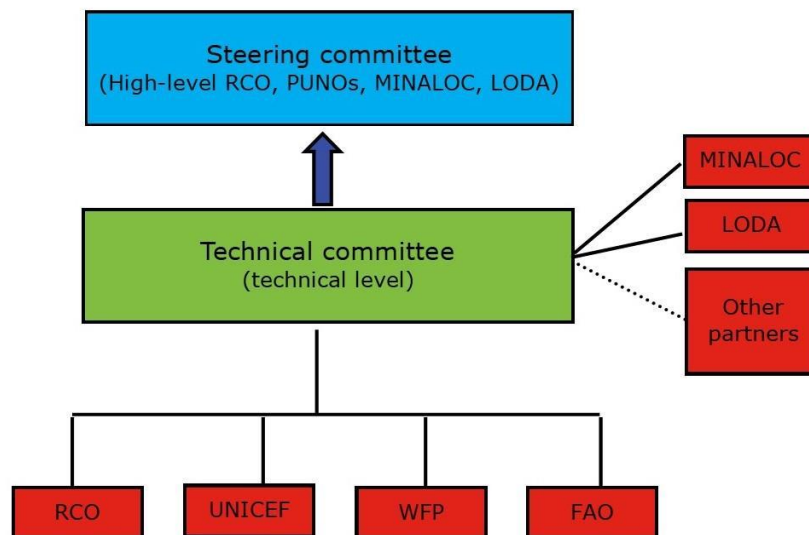 Steering committee
(High-level RCO, PUNOs, MINALOC, LODA)
MINALOC
LODA
Technical committee
(technical level)
Other
partners
RCO
UNICEF
WFP
FAO